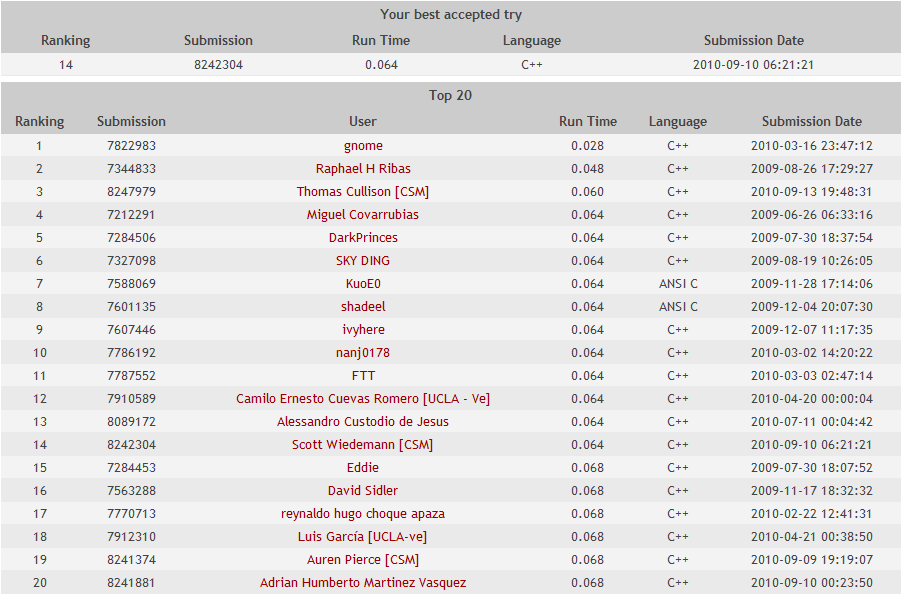 Your best accepted try
Ranking Submission Run Time Language Submission Date
14 8242304 0.064 C++ 2010-09-10 06:21:21
Top 20
Ranking Submission User Run Time Language Submission Date
1 7822983 gnome 0.028 C++ 2010-03-16 23:47:12
2 7344833 Raphael H Ribas 0.048 C++ 2009-08-26 17:29:27
3 8247979 Thomas Cullison [CSM] 0.060 C++ 2010-09-13 19:48:31
4 7212291 Miguel Covarrubias 0.064 C++ 2009-06-26 06:33:16
5 7284506 DarkPrinces 0.064 C++ 2009-07-30 18:37:54
6 7327098 SKY DING 0.064 C++ 2009-08-19 10:26:05
7 7588069 KuoE0 0.064 ANSI C 2009-11-28 17:14:06
8 7601135 shadeel 0.064 ANSI C 2009-12-04 20:07:30
9 7607446 ivyhere 0.064 C++ 2009-12-07 11:17:35
10 7786192 nanj0178 0.064 C++ 2010-03-02 14:20:22
11 7787552 FTT 0.064 C++ 2010-03-03 02:47:14
12 7910589 Camilo Ernesto Cuevas Romero [UCLA - Ve] 0.064 C++ 2010-04-20 00:00:04
13 8089172 Alessandro Custodio de Jesus 0.064 C++ 2010-07-11 00:04:42
14 8242304 Scott Wiedemann [CSM] 0.064 C++ 2010-09-10 06:21:21
15 7284453 Eddie 0.068 C++ 2009-07-30 18:07:52
16 7563288 David Sidler 0.068 C++ 2009-11-17 18:32:32
17 7770713 reynaldo hugo choque apaza 0.068 C++ 2010-02-22 12:41:31
18 7912310 Luis García [UCLA-ve] 0.068 C++ 2010-04-21 00:38:50
19 8241374 Auren Pierce [CSM] 0.068 C++ 2010-09-09 19:19:07
20 8241881 Adrian Humberto Martinez Vasquez 0.068 C++ 2010-09-10 00:23:50